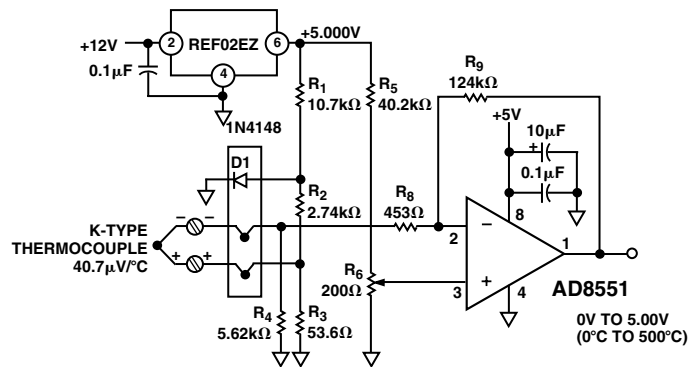 +12V
2
REF02EZ
6
+5.000V
0.1µF
4
1N4148
D1
R1
10.7kΩ
R5
40.2kΩ
R9
124kΩ
+5V
10µF
+
0.1µF
R2
2.74kΩ
R8
453Ω
K-TYPE
THERMOCOUPLE
40.7µV/°C
– –
+ +
R6
200Ω
R4
5.62kΩ
R3
53.6Ω
2
–
8
1
3
+
4
AD8551
0V TO 5.00V
(0°C TO 500°C)